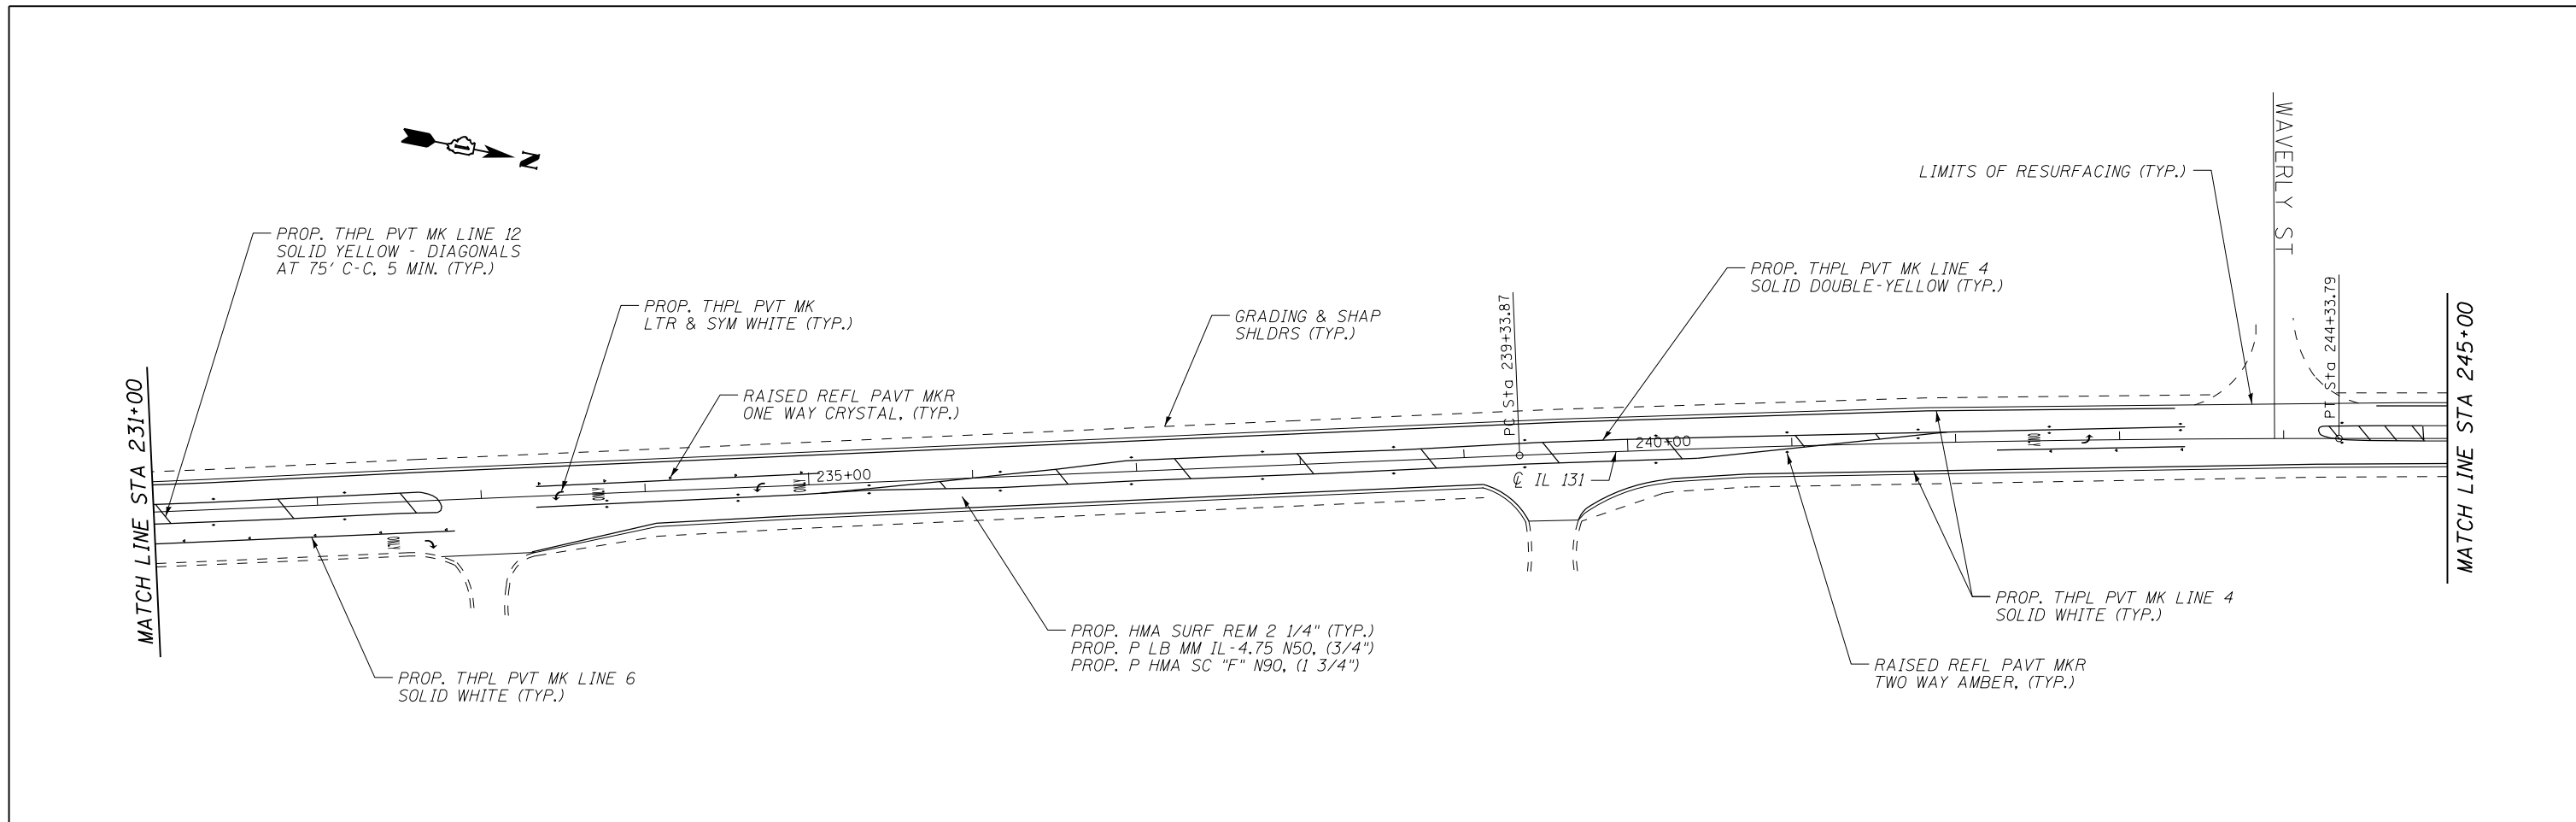 N
WAVERLY ST
LIMITS OF RESURFACING (TYP.)
PROP. THPL PVT MK LINE 12
SOLID YELLOW - DIAGONALS
AT 75' C-C, 5 MIN. (TYP.)
PROP. THPL PVT MK LINE 4
SOLID DOUBLE-YELLOW (TYP.)
PROP. THPL PVT MK
LTR & SYM WHITE (TYP.)
GRADING & SHAP
SHLDRS (TYP.)
PC Sta 239+33.87
PT Sta 244+33.79
MATCH LINE STA 231+00
MATCH LINE STA 245+00
RAISED REFL PAVT MKR
ONE WAY CRYSTAL, (TYP.)
235+00
240+00
ONLY
ONLY
ONLY
ONLY
℄ IL 131
PROP. THPL PVT MK LINE 4
SOLID WHITE (TYP.)
PROP. HMA SURF REM 2 1/4" (TYP.)
PROP. P LB MM IL-4.75 N50, (3/4")
PROP. P HMA SC "F" N90, (1 3/4")
RAISED REFL PAVT MKR
TWO WAY AMBER, (TYP.)
PROP. THPL PVT MK LINE 6
SOLID WHITE (TYP.)